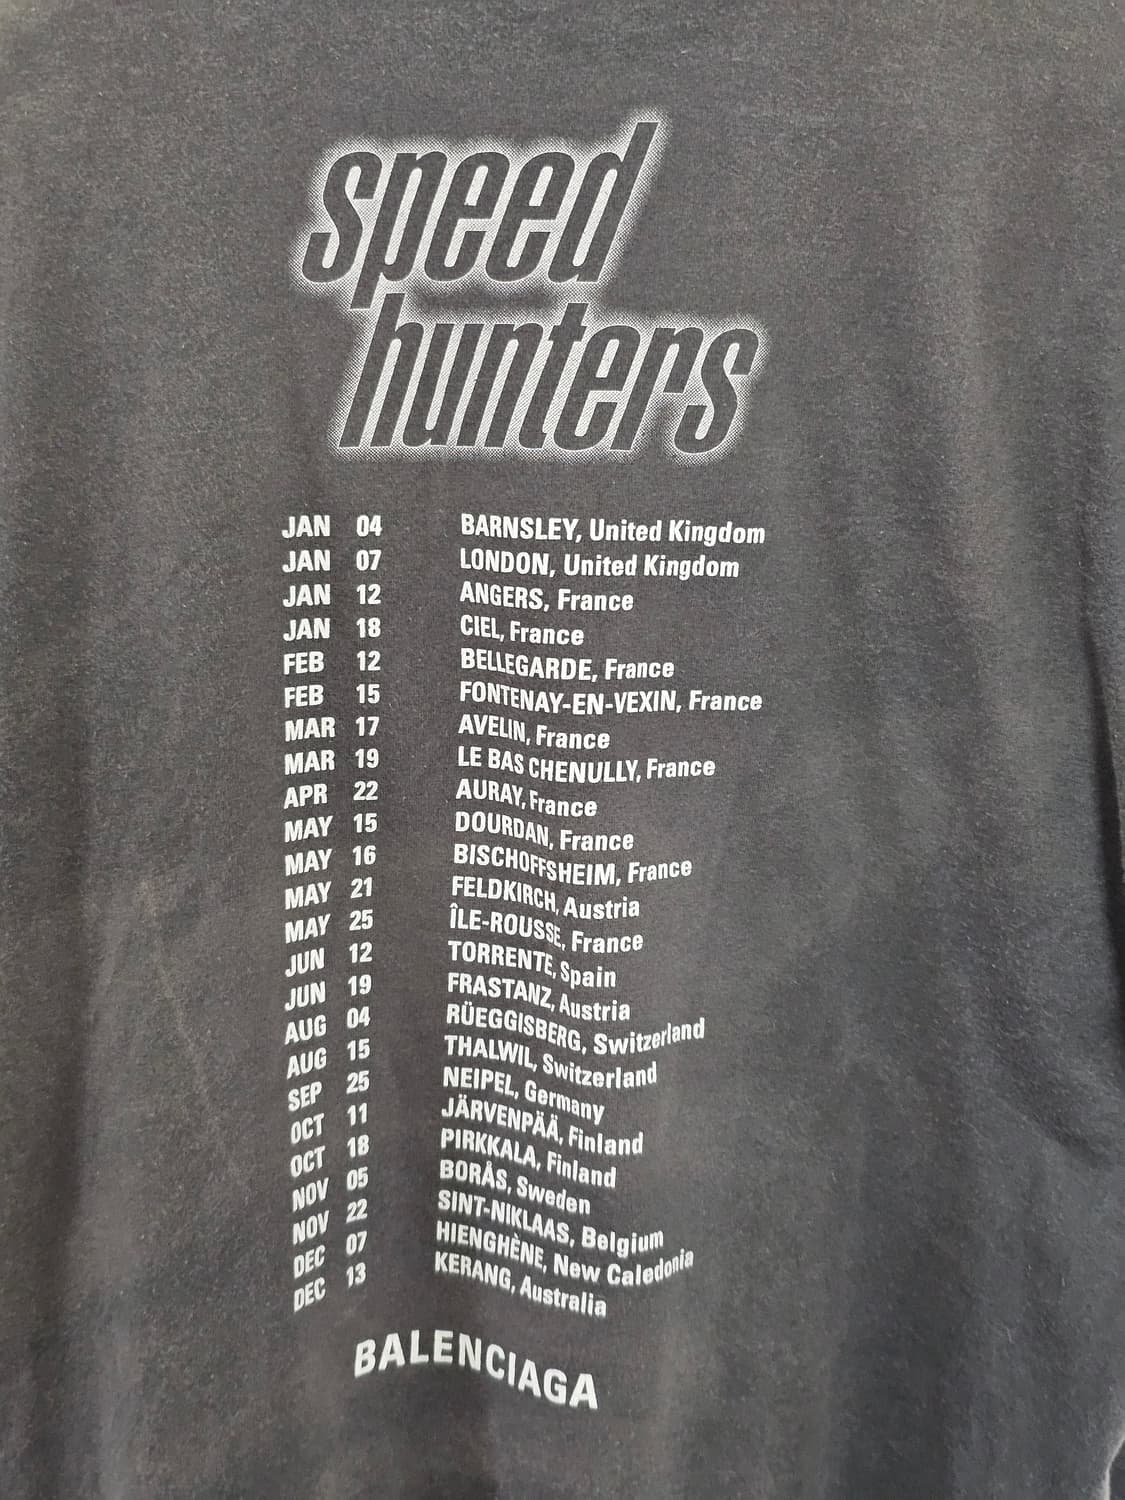 speed
hunters
JAN 04 BARNSLEY, United Kingdom
JAN 07 LONDON, United Kingdom
JAN 12 ANGERS, France
JAN 18 CIEL, France
FEB 12 BELLEGARDE, France
FEB 15 FONTENAY-EN-VEXIN, France
MAR 17 AVELIN, France
MAR 19 LE BAS CHENULLY, France
APR 22 AURAY, France
MAY 15 DOURDAN, France
MAY 16 BISCHOFFSHEIM, France
MAY 21 FELDKIRCH, Austria
MAY 25 ÎLE-ROUSSE, France
JUN 12 TORRENTE, Spain
JUN 19 FRASTANZ, Austria
AUG 04 RÜEGGISBERG, Switzerland
AUG 15 THALWIL, Switzerland
SEP 25 NEIPEL, Germany
OCT 11 JÄRVENPÄÄ, Finland
OCT 18 PIRKKALA, Finland
NOV 05 BORÅS, Sweden
NOV 22 SINT-NIKLAAS, Belgium
DEC 07 HIENGHÈNE, New Caledonia
DEC 13 KERANG, Australia
BALENCIAGA